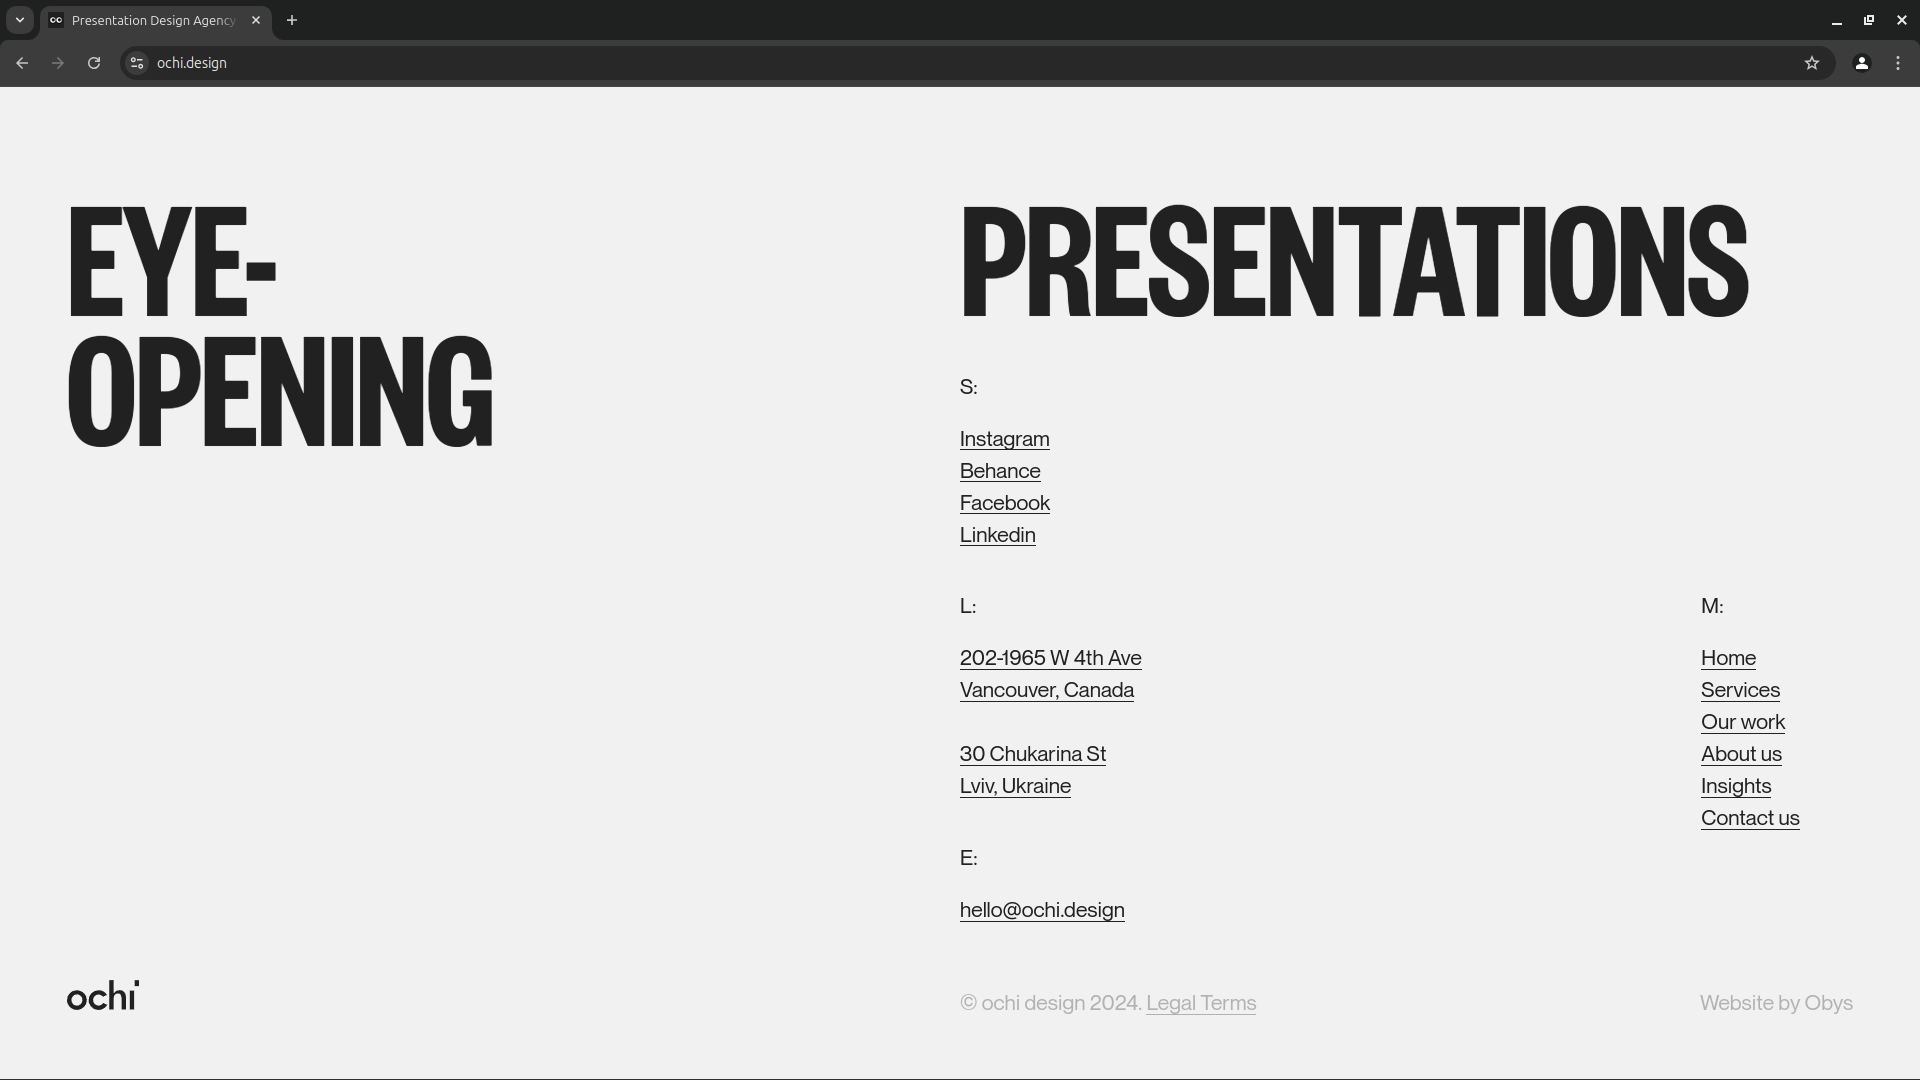 Presentation Design Agency
ochi.design
EYE-
OPENING
PRESENTATIONS
S:
Instagram
Behance
Facebook
Linkedin
L:
202-1965 W 4th Ave
Vancouver, Canada
30 Chukarina St
Lviv, Ukraine
E:
hello@ochi.design
M:
Home
Services
Our work
About us
Insights
Contact us
ochi
© ochi design 2024. Legal Terms
Website by Obys